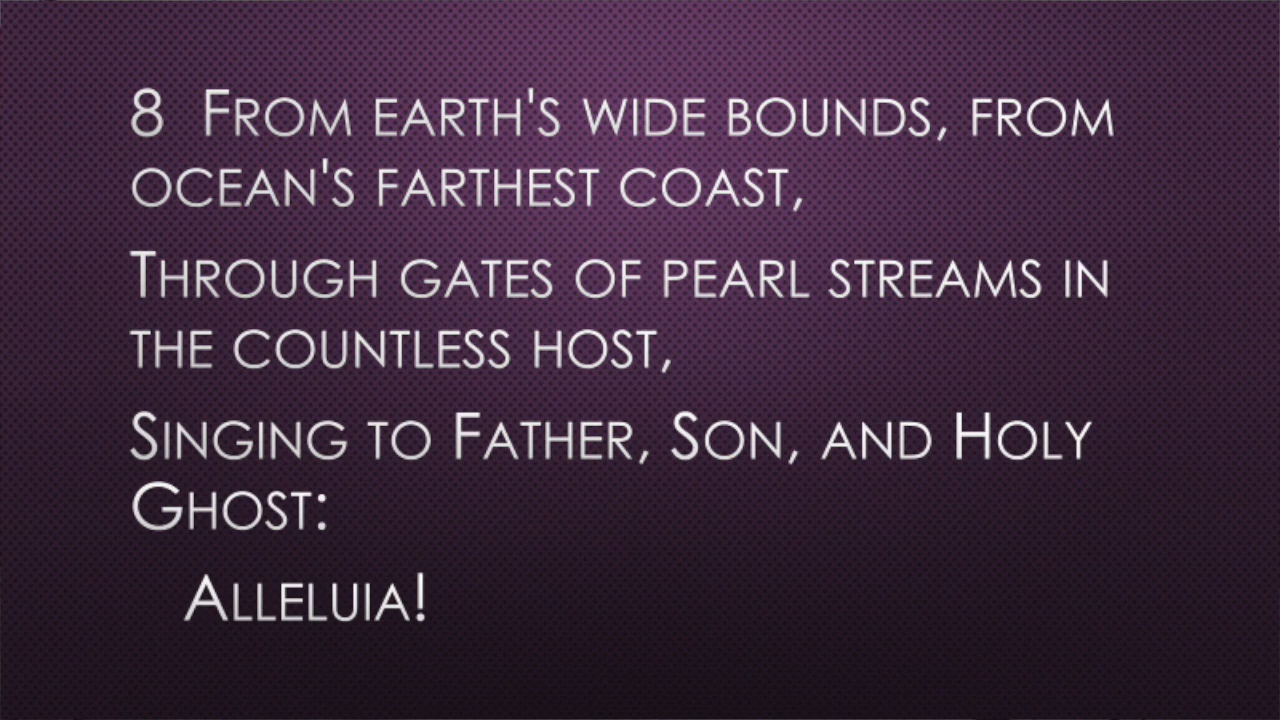 8 From earth's wide bounds, from
ocean's farthest coast,
Through gates of pearl streams in
the countless host,
Singing to Father, Son, and Holy
Ghost:
Alleluia!